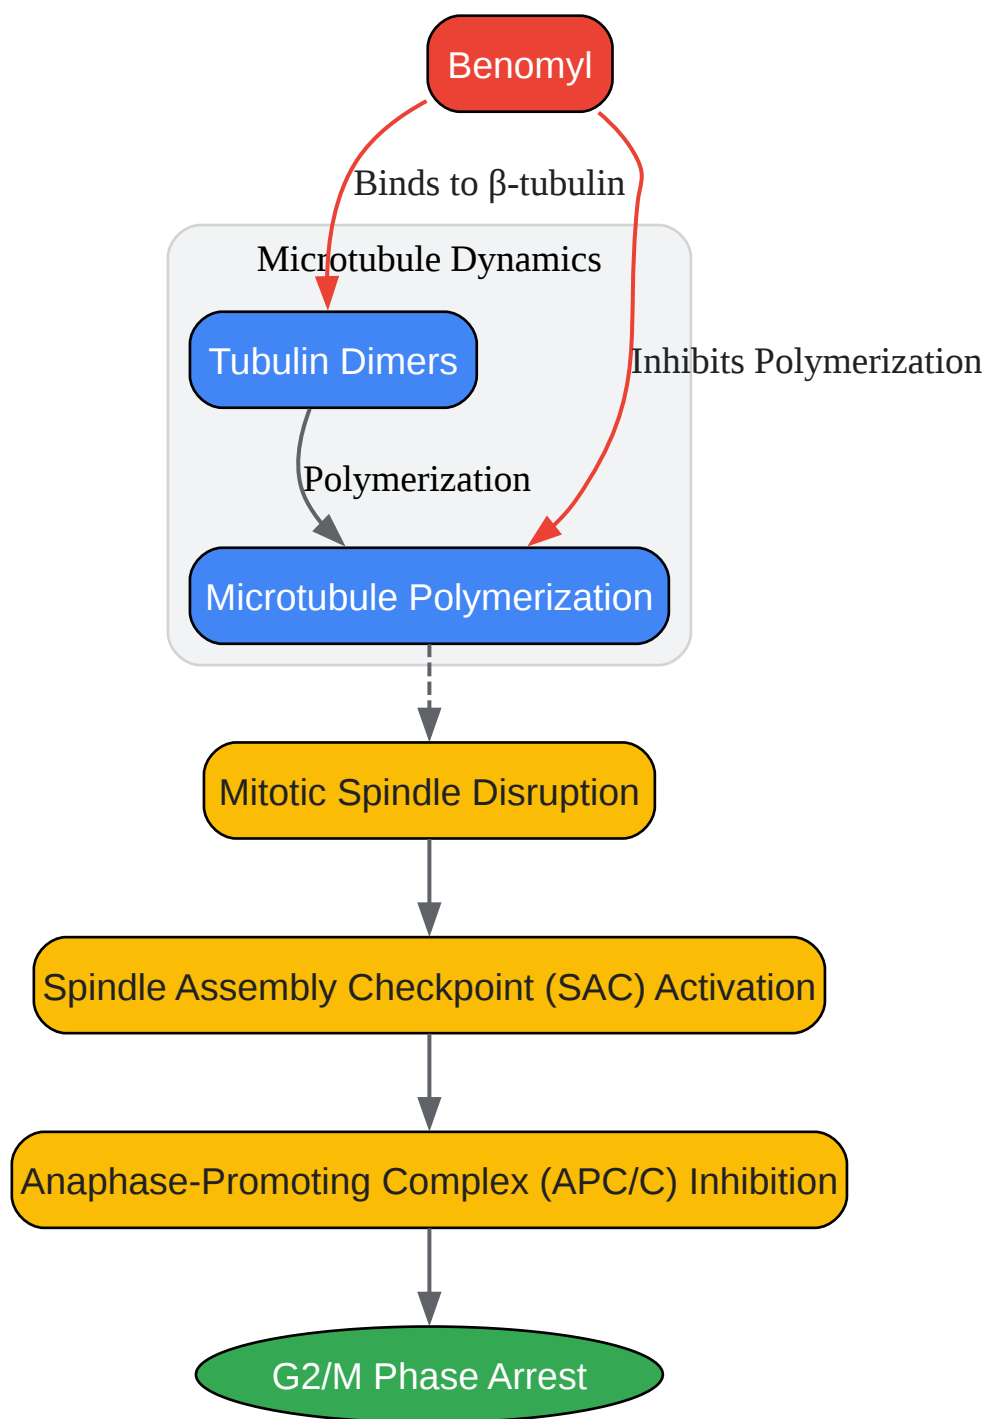 Benomyl
Binds to β-tubulin
Microtubule Dynamics
Tubulin Dimers
Inhibits Polymerization
Polymerization
Microtubule Polymerization
Mitotic Spindle Disruption
Spindle Assembly Checkpoint (SAC) Activation
Anaphase-Promoting Complex (APC/C) Inhibition
G2/M Phase Arrest